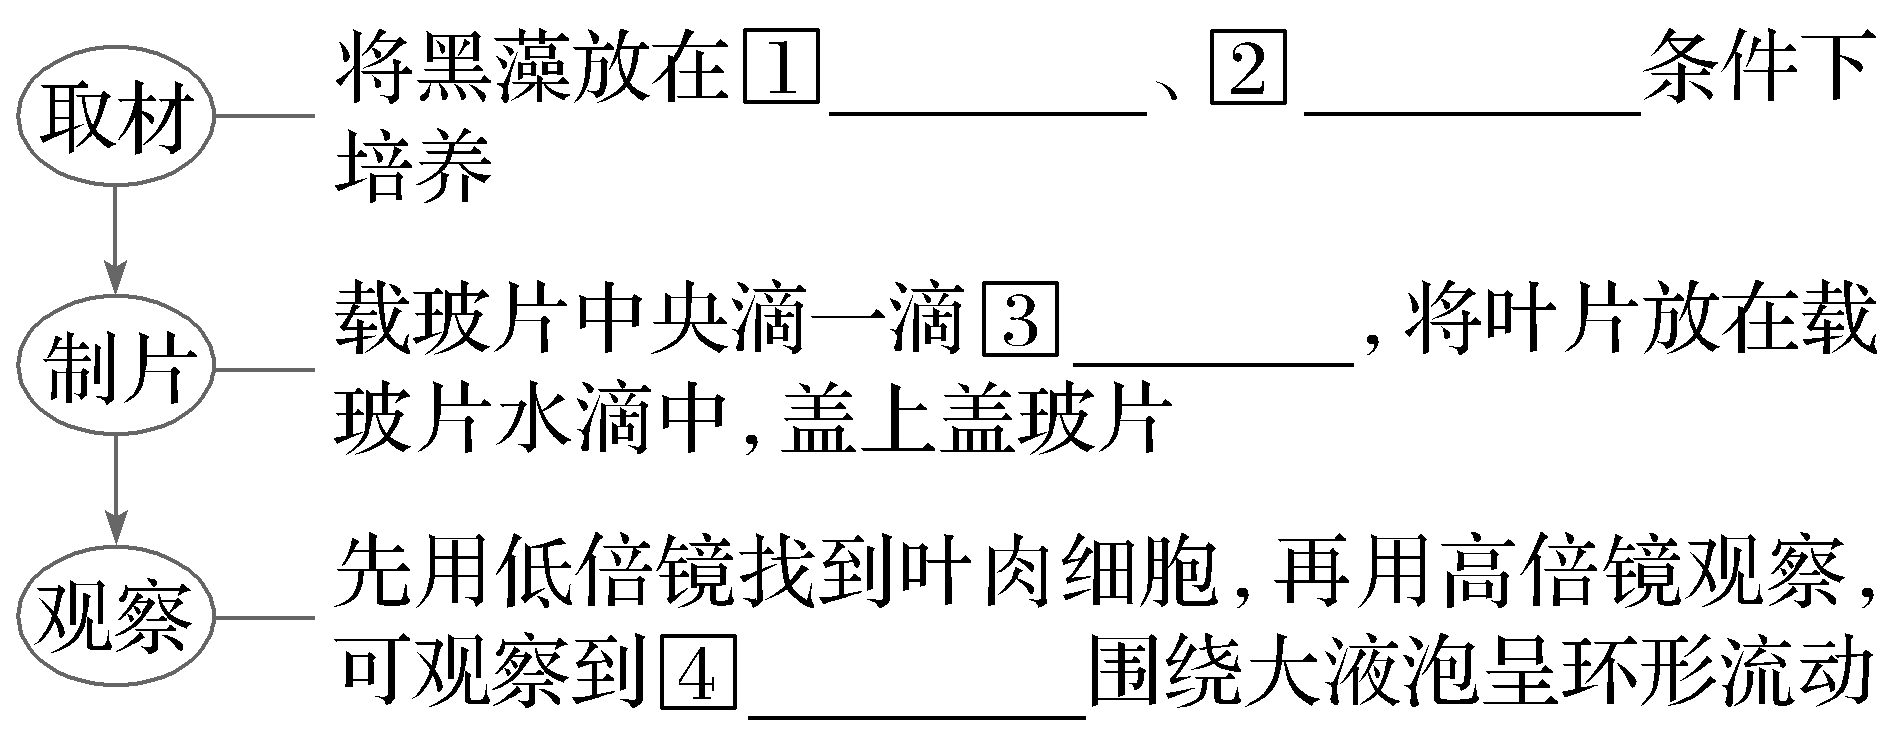 取材
将黑藻放在1________、2________条件下
培养
制片
载玻片中央滴一滴3________,将叶片放在载
玻片水滴中,盖上盖玻片
观察
先用低倍镜找到叶肉细胞,再用高倍镜观察,
可观察到4________围绕大液泡呈环形流动